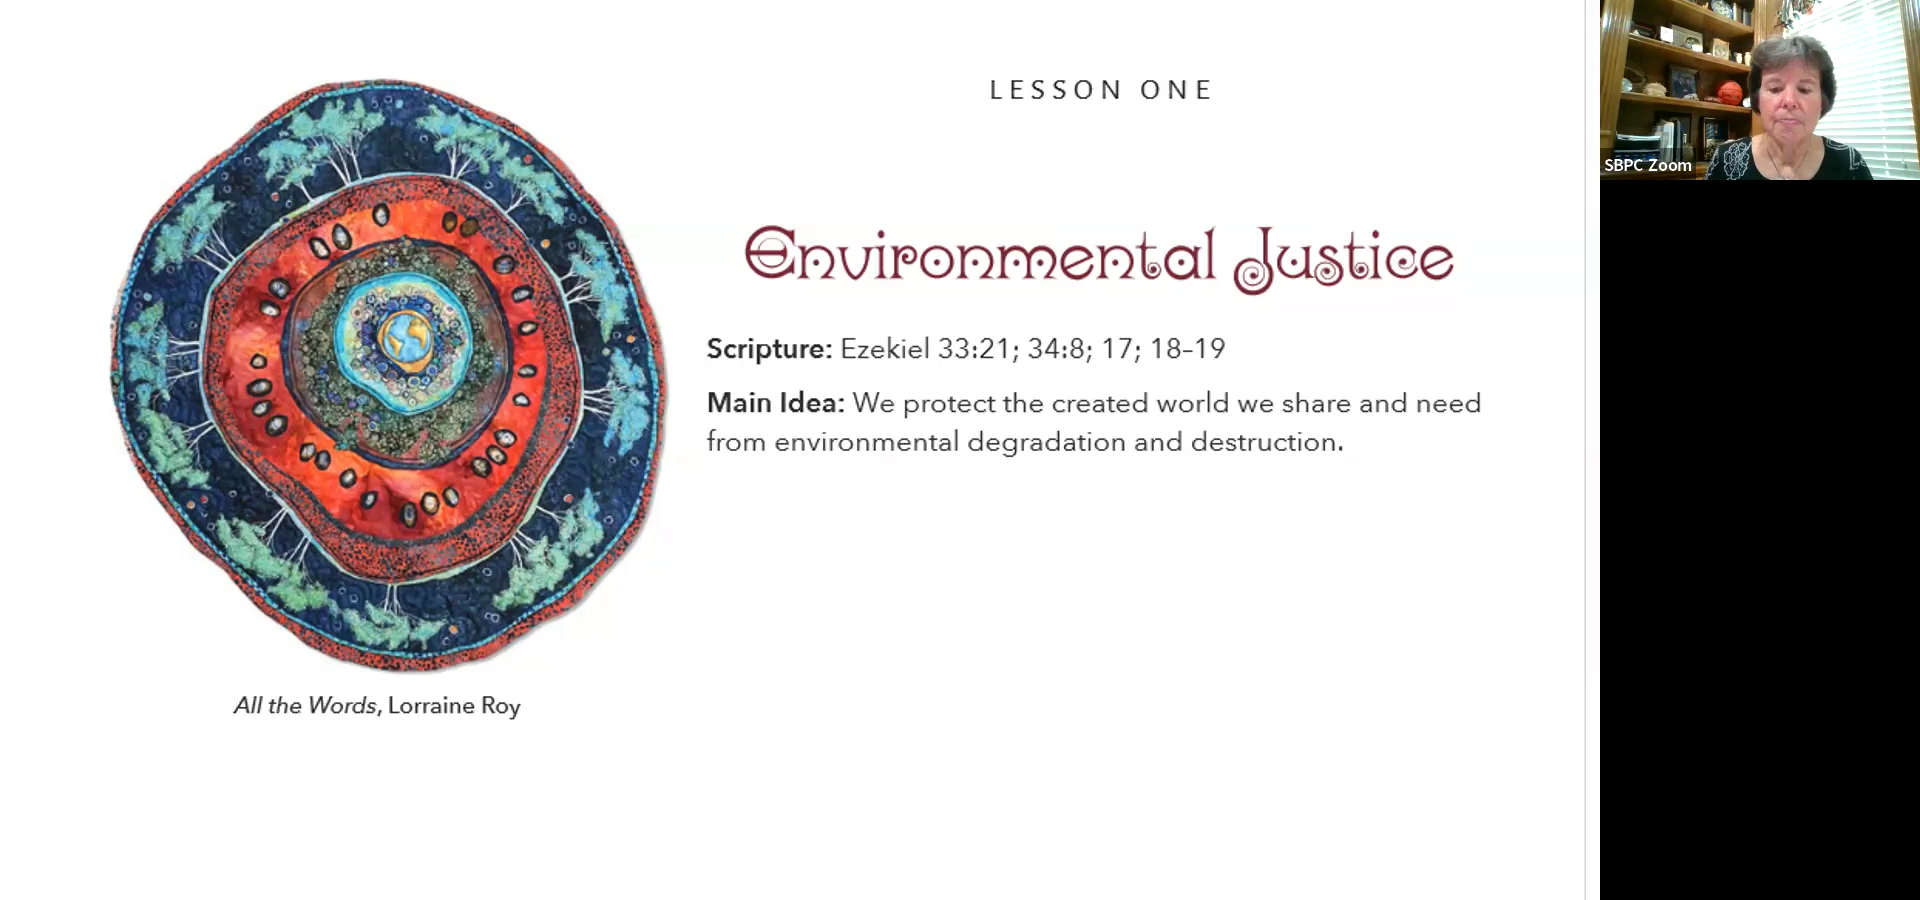 LESSON ONE
Environmental Justice
Scripture: Ezekiel 33:21; 34:8; 17; 18–19
Main Idea: We protect the created world we share and need
from environmental degradation and destruction.
All the Words, Lorraine Roy
SBPC Zoom